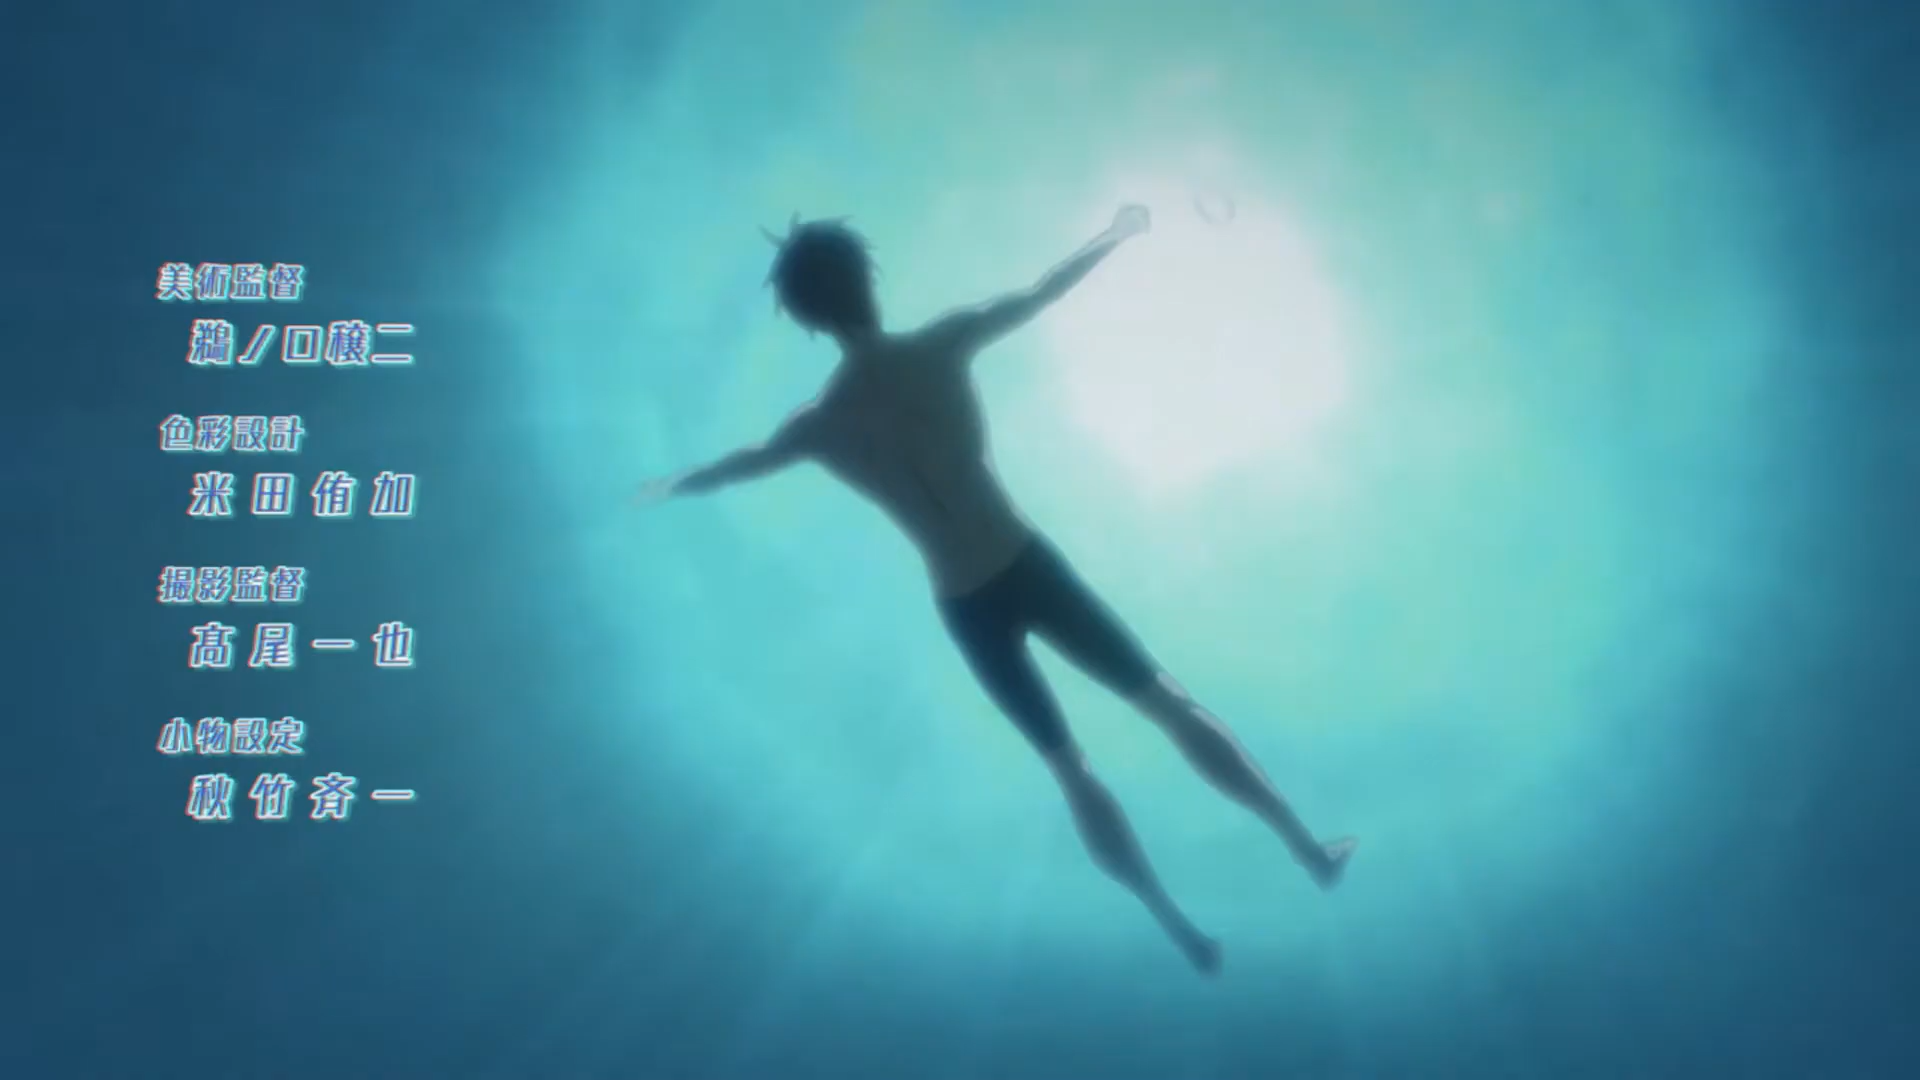 美術監督
鵜ノ口穣二
色彩設計
米田侑加
撮影監督
髙尾一也
小物設定
秋竹斉一